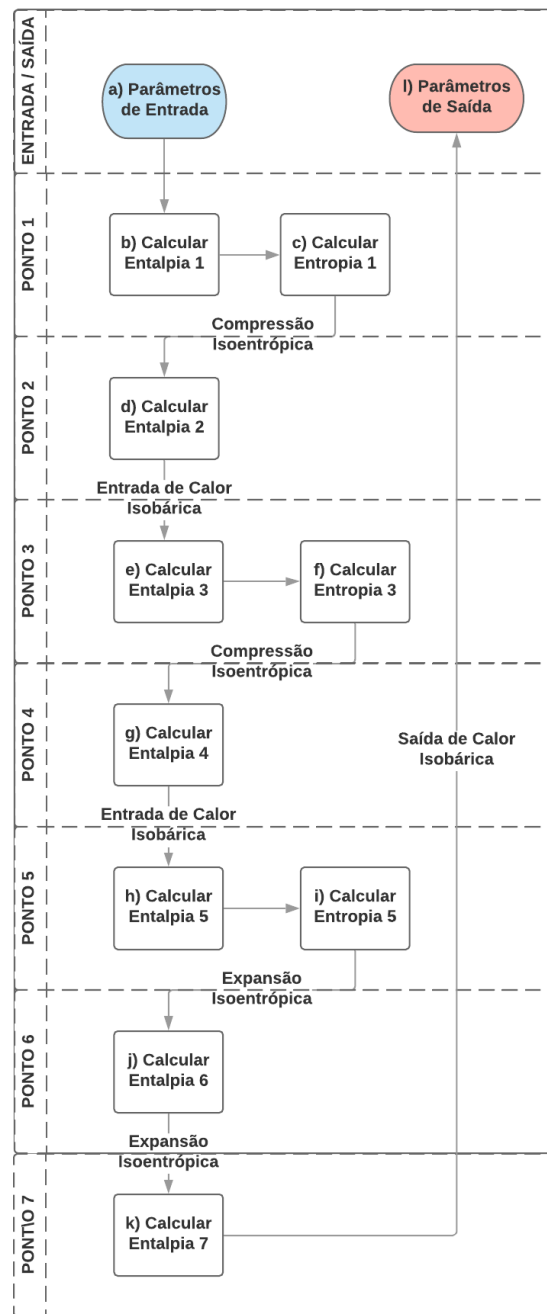 ENTRADA / SAÍDA
a) Parâmetros
de Entrada
l) Parâmetros
de Saída
PONTO 1
b) Calcular
Entalpia 1
c) Calcular
Entropia 1
Compressão
Isoentrópica
PONTO 2
d) Calcular
Entalpia 2
Entrada de Calor
Isobárica
PONTO 3
e) Calcular
Entalpia 3
f) Calcular
Entropia 3
Compressão
Isoentrópica
PONTO 4
g) Calcular
Entalpia 4
Saída de Calor
Isobárica
Entrada de Calor
Isobárica
PONTO 5
h) Calcular
Entalpia 5
i) Calcular
Entropia 5
Expansão
Isoentrópica
PONTO 6
j) Calcular
Entalpia 6
Expansão
Isoentrópica
PONT\O 7
k) Calcular
Entalpia 7